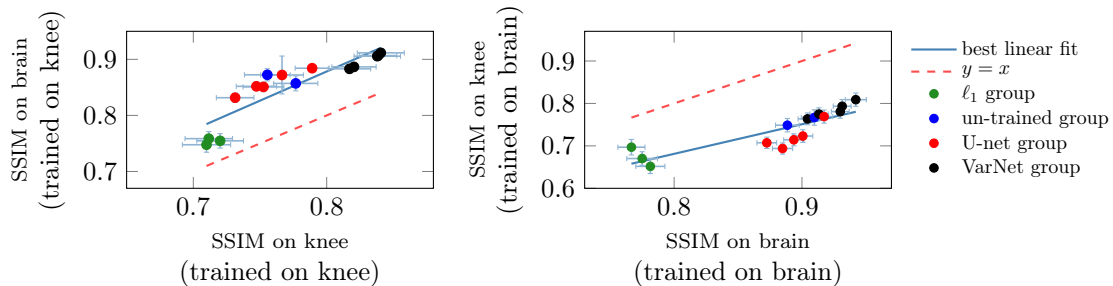 SSIM on brain
(trained on knee)
0.9
0.8
0.7
0.7
0.8
SSIM on knee
(trained on knee)
SSIM on knee
(trained on brain)
0.9
0.8
0.7
0.6
0.8
0.9
SSIM on brain
(trained on brain)
best linear fit
y = x
ℓ₁ group
un-trained group
U-net group
VarNet group